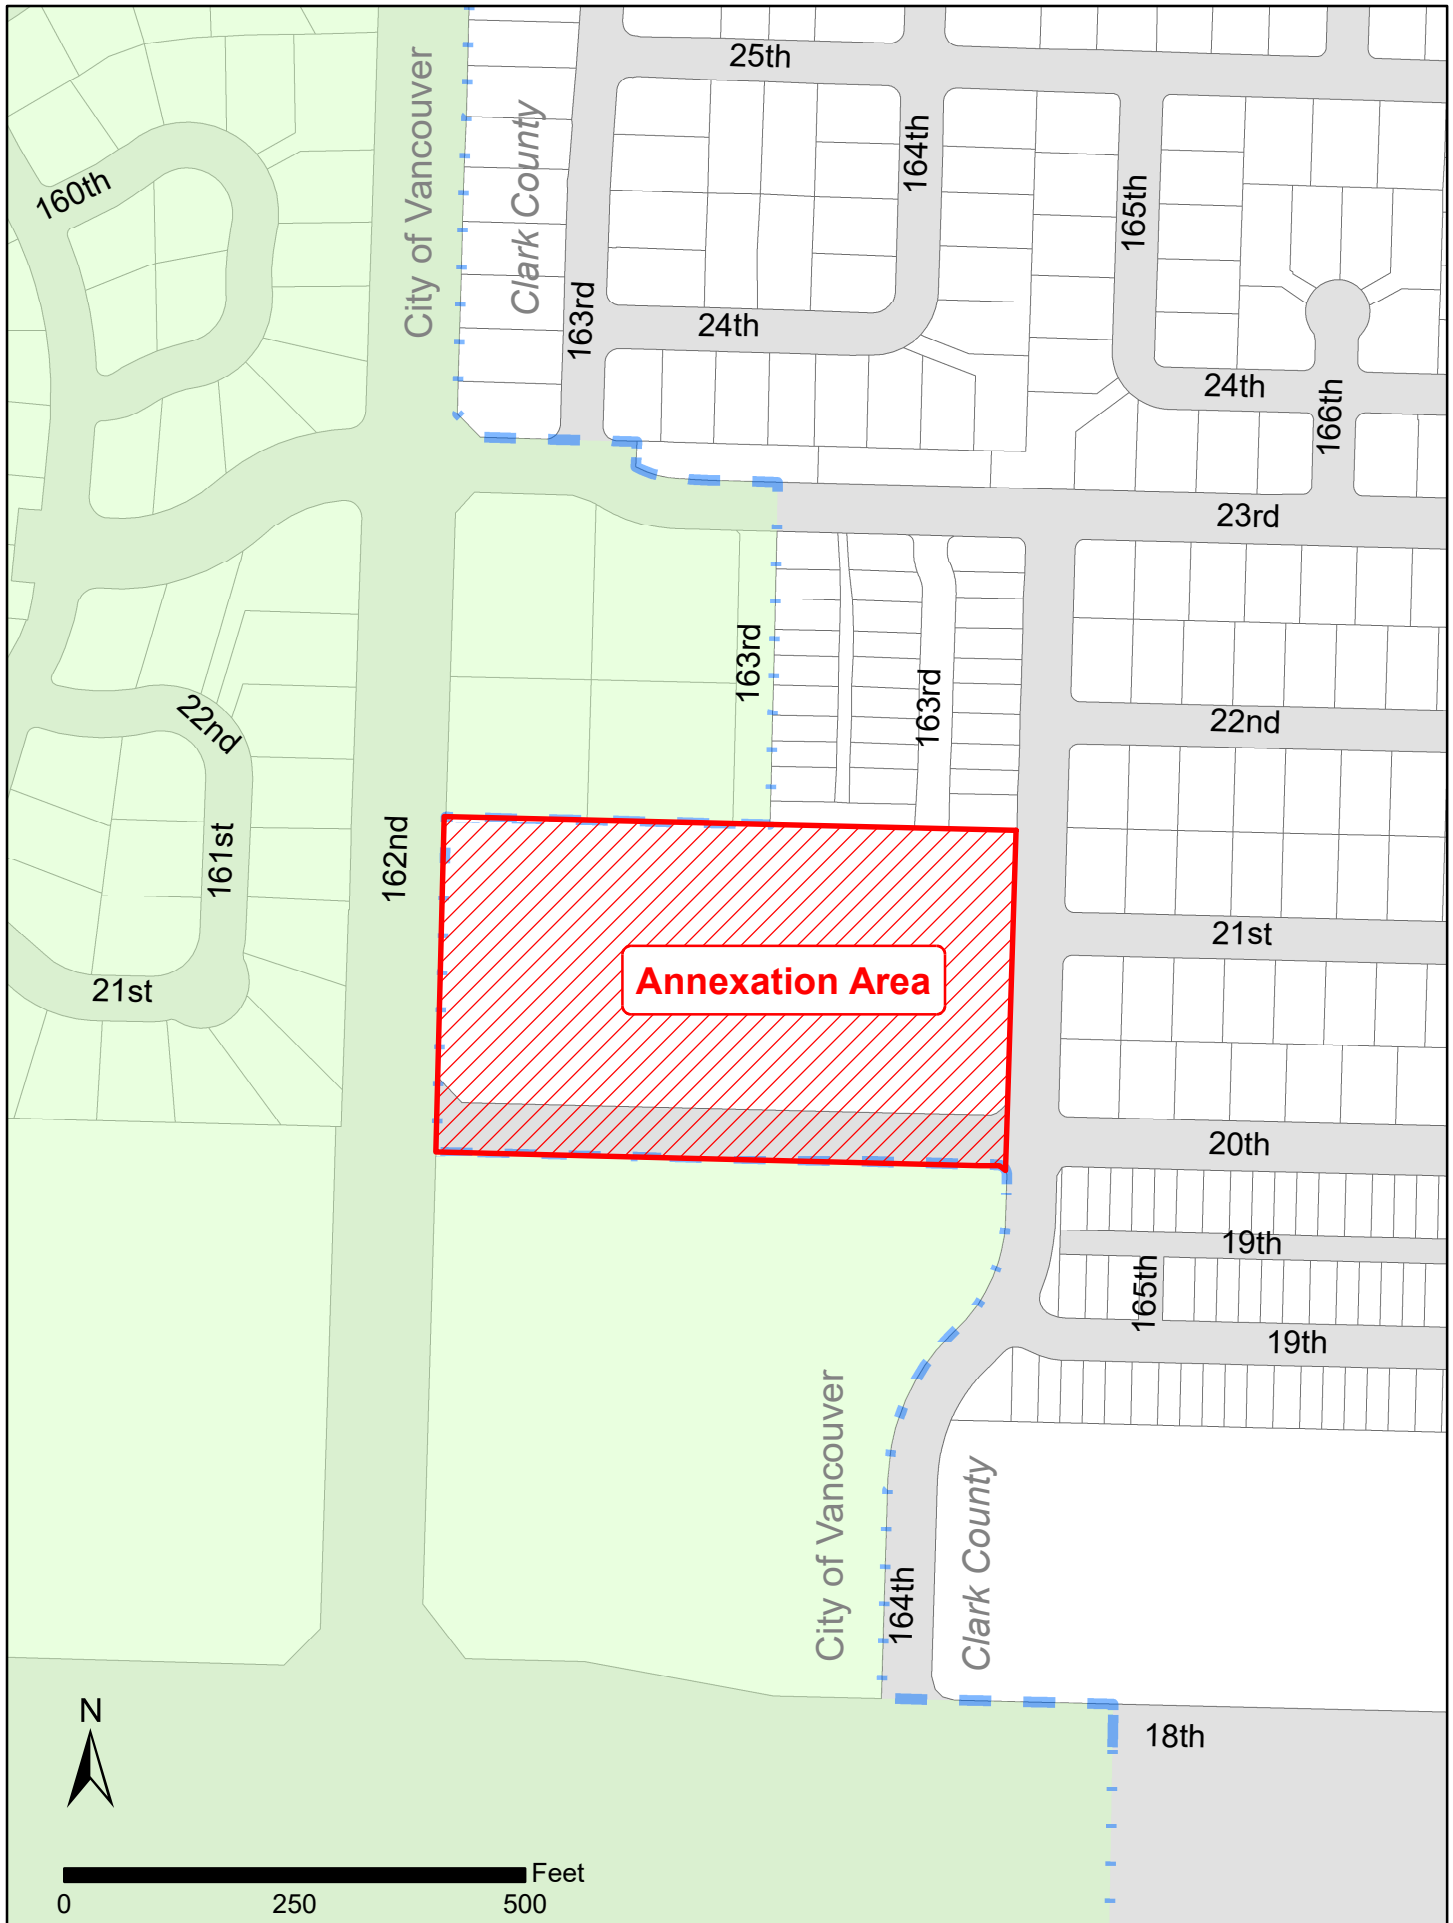 25th
City of Vancouver
Clark County
164th
160th
165th
163rd
24th
24th
166th
23rd
163rd
163rd
22nd
22nd
162nd
161st
21st
Annexation Area
21st
20th
19th
165th
19th
City of Vancouver
Clark County
164th
N
18th
Feet
0 250 500